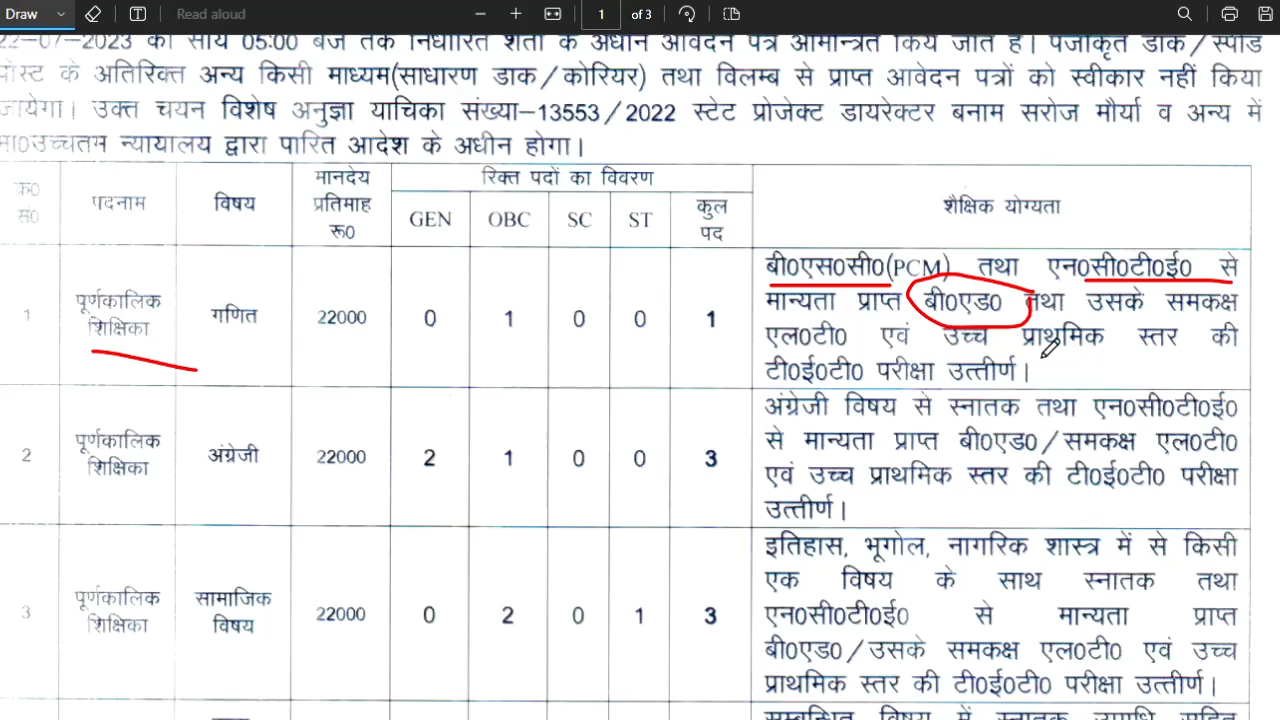 Draw Read aloud 1 of 3
22-07-2023 को सायं 05:00 बजे तक निर्धारित शर्तों के अधीन आवेदन पत्र आमन्त्रित किये जाते हैं। पंजीकृत डाक/स्पीड
पोस्ट के अतिरिक्त अन्य किसी माध्यम(साधारण डाक/कोरियर) तथा विलम्ब से प्राप्त आवेदन पत्रों को स्वीकार नहीं किया
जायेगा। उक्त चयन विशेष अनुज्ञा याचिका संख्या-13553/2022 स्टेट प्रोजेक्ट डायरेक्टर बनाम सरोज मौर्या व अन्य में
मा0उच्चतम न्यायालय द्वारा पारित आदेश के अधीन होगा।
क0
सं0
पदनाम
विषय
मानदेय
प्रतिमाह
रू0
रिक्त पदों का विवरण
GEN OBC SC ST
कुल
पद
शैक्षिक योग्यता
1
पूर्णकालिक
शिक्षिका
गणित
22000 0 1 0 0 1
बी0एस0सी0(PCM) तथा एन0सी0टी0ई0 से
मान्यता प्राप्त बी0एड0 तथा उसके समकक्ष
एल0टी0 एवं उच्च प्राथमिक स्तर की
टी0ई0टी0 परीक्षा उत्तीर्ण।
2
पूर्णकालिक
शिक्षिका
अंग्रेजी
22000 2 1 0 0 3
अंग्रेजी विषय से स्नातक तथा एन0सी0टी0ई0
से मान्यता प्राप्त बी0एड0/समकक्ष एल0टी0
एवं उच्च प्राथमिक स्तर की टी0ई0टी0 परीक्षा
उत्तीर्ण।
3
पूर्णकालिक
शिक्षिका
सामाजिक
विषय
22000 0 2 0 1 3
इतिहास, भूगोल, नागरिक शास्त्र में से किसी
एक विषय के साथ स्नातक तथा
एन0सी0टी0ई0 से मान्यता प्राप्त
बी0एड0/उसके समकक्ष एल0टी0 एवं उच्च
प्राथमिक स्तर की टी0ई0टी0 परीक्षा उत्तीर्ण।
सम्बन्धित विषय में स्नातक उपाधि सहित